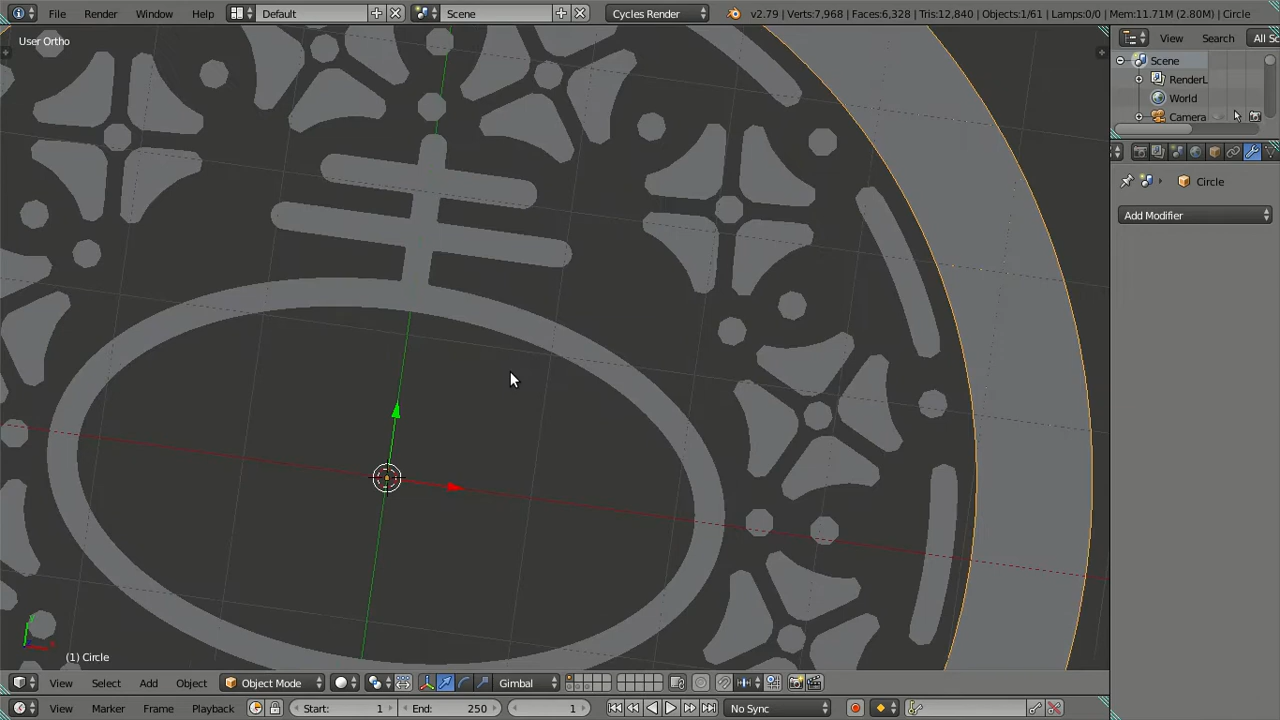 File Render Window Help Default Scene Cycles Render v2.79 | Verts:7,968 | Faces:6,328 | Tris:12,840 | Objects:1/61 | Lamps:0/0 | Mem:11.71M (2.80M) | Circle
User Ortho
View Search All Sc
Scene
RenderL
World
Camera
Circle
Add Modifier
(1) Circle
View Select Add Object Object Mode Gimbal
View Marker Frame Playback Start: 1 End: 250 1 No Sync